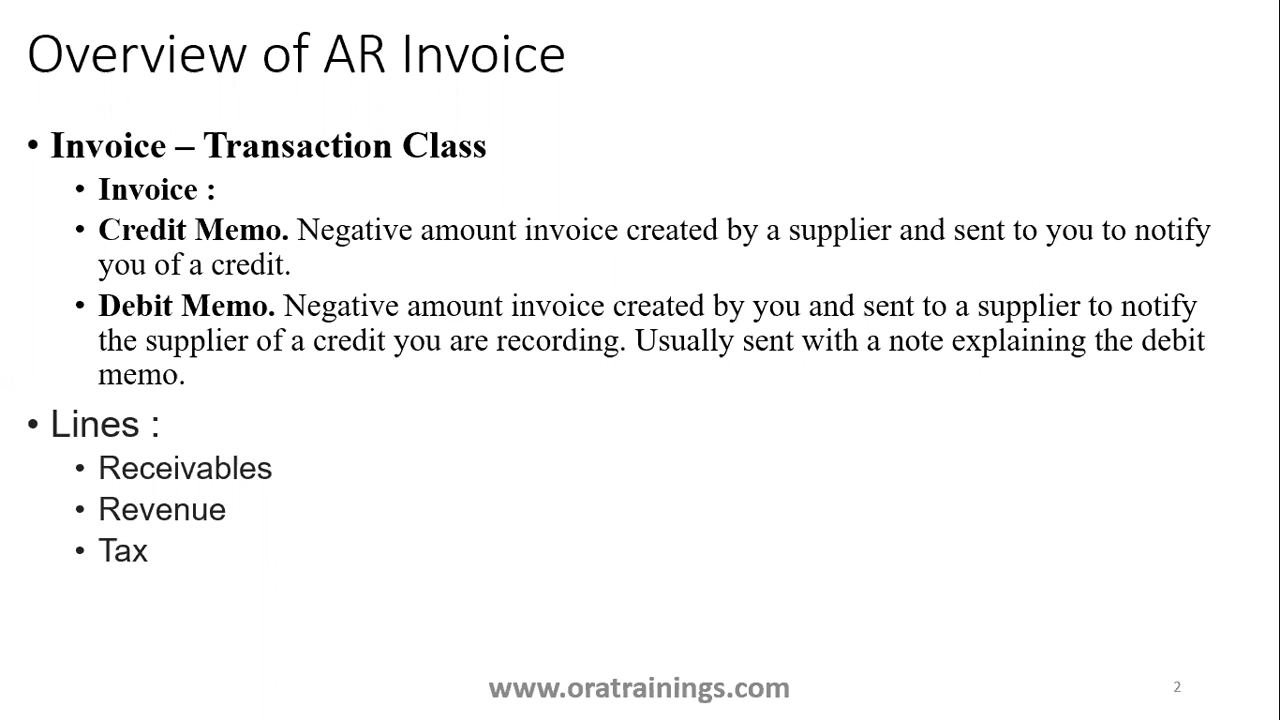 Overview of AR Invoice
• Invoice – Transaction Class
• Invoice :
• Credit Memo. Negative amount invoice created by a supplier and sent to you to notify
you of a credit.
• Debit Memo. Negative amount invoice created by you and sent to a supplier to notify
the supplier of a credit you are recording. Usually sent with a note explaining the debit
memo.
• Lines :
• Receivables
• Revenue
• Tax
www.oratrainings.com
2